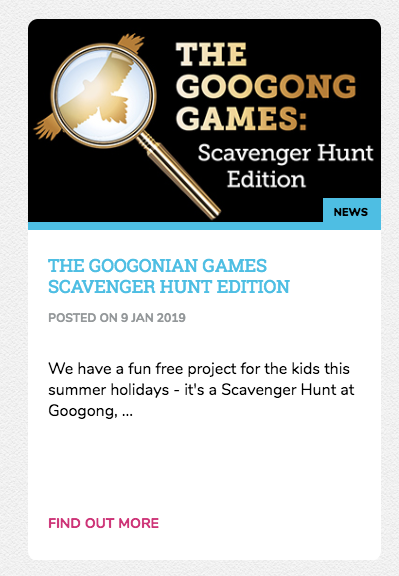 THE
GOOGONG
GAMES:
Scavenger Hunt
Edition
NEWS
THE GOOGONIAN GAMES
SCAVENGER HUNT EDITION
POSTED ON 9 JAN 2019
We have a fun free project for the kids this
summer holidays - it's a Scavenger Hunt at
Googong, ...
FIND OUT MORE